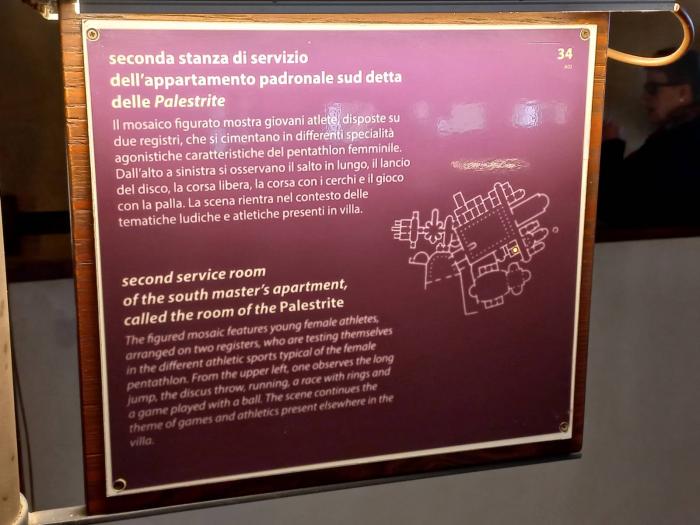 seconda stanza di servizio
dell'appartamento padronale sud detta
delle Palestrite
34
Il mosaico figurato mostra giovani atlete, disposte su
due registri, che si cimentano in differenti specialità
agonistiche caratteristiche del pentathlon femminile.
Dall'alto a sinistra si osservano il salto in lungo, il lancio
del disco, la corsa libera, la corsa con i cerchi e il gioco
con la palla. La scena rientra nel contesto delle
tematiche ludiche e atletiche presenti in villa.
second service room
of the south master's apartment,
called the room of the Palestrite
The figured mosaic features young female athletes,
arranged on two registers, who are testing themselves
in the different athletic sports typical of the female
pentathlon. From the upper left, one observes the long
jump, the discus throw, running, a race with rings and
a game played with a ball. The scene continues the
theme of games and athletics present elsewhere in the
villa.